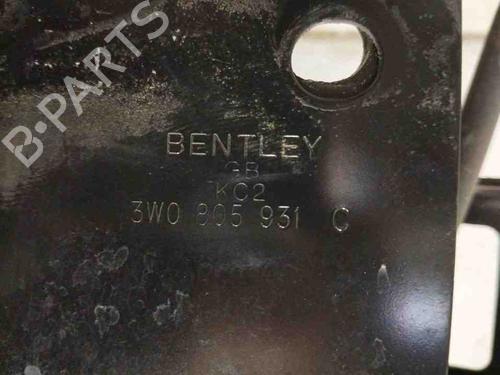 B-PARTS
BENTLEY
GB
KC2
3W0 805 931 C